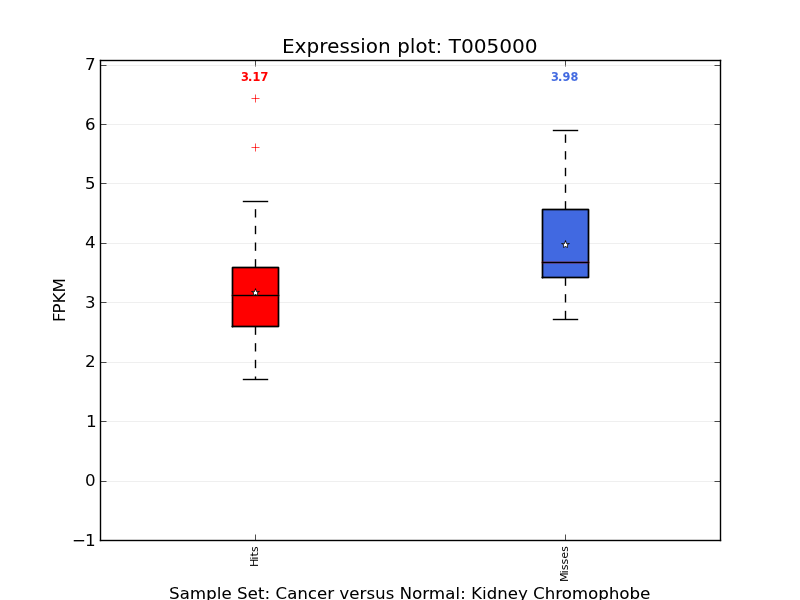 Expression plot: T005000
3.17
3.98
7
6
5
4
3
2
1
0
−1
FPKM
Hits
Misses
Sample Set: Cancer versus Normal: Kidney Chromophobe